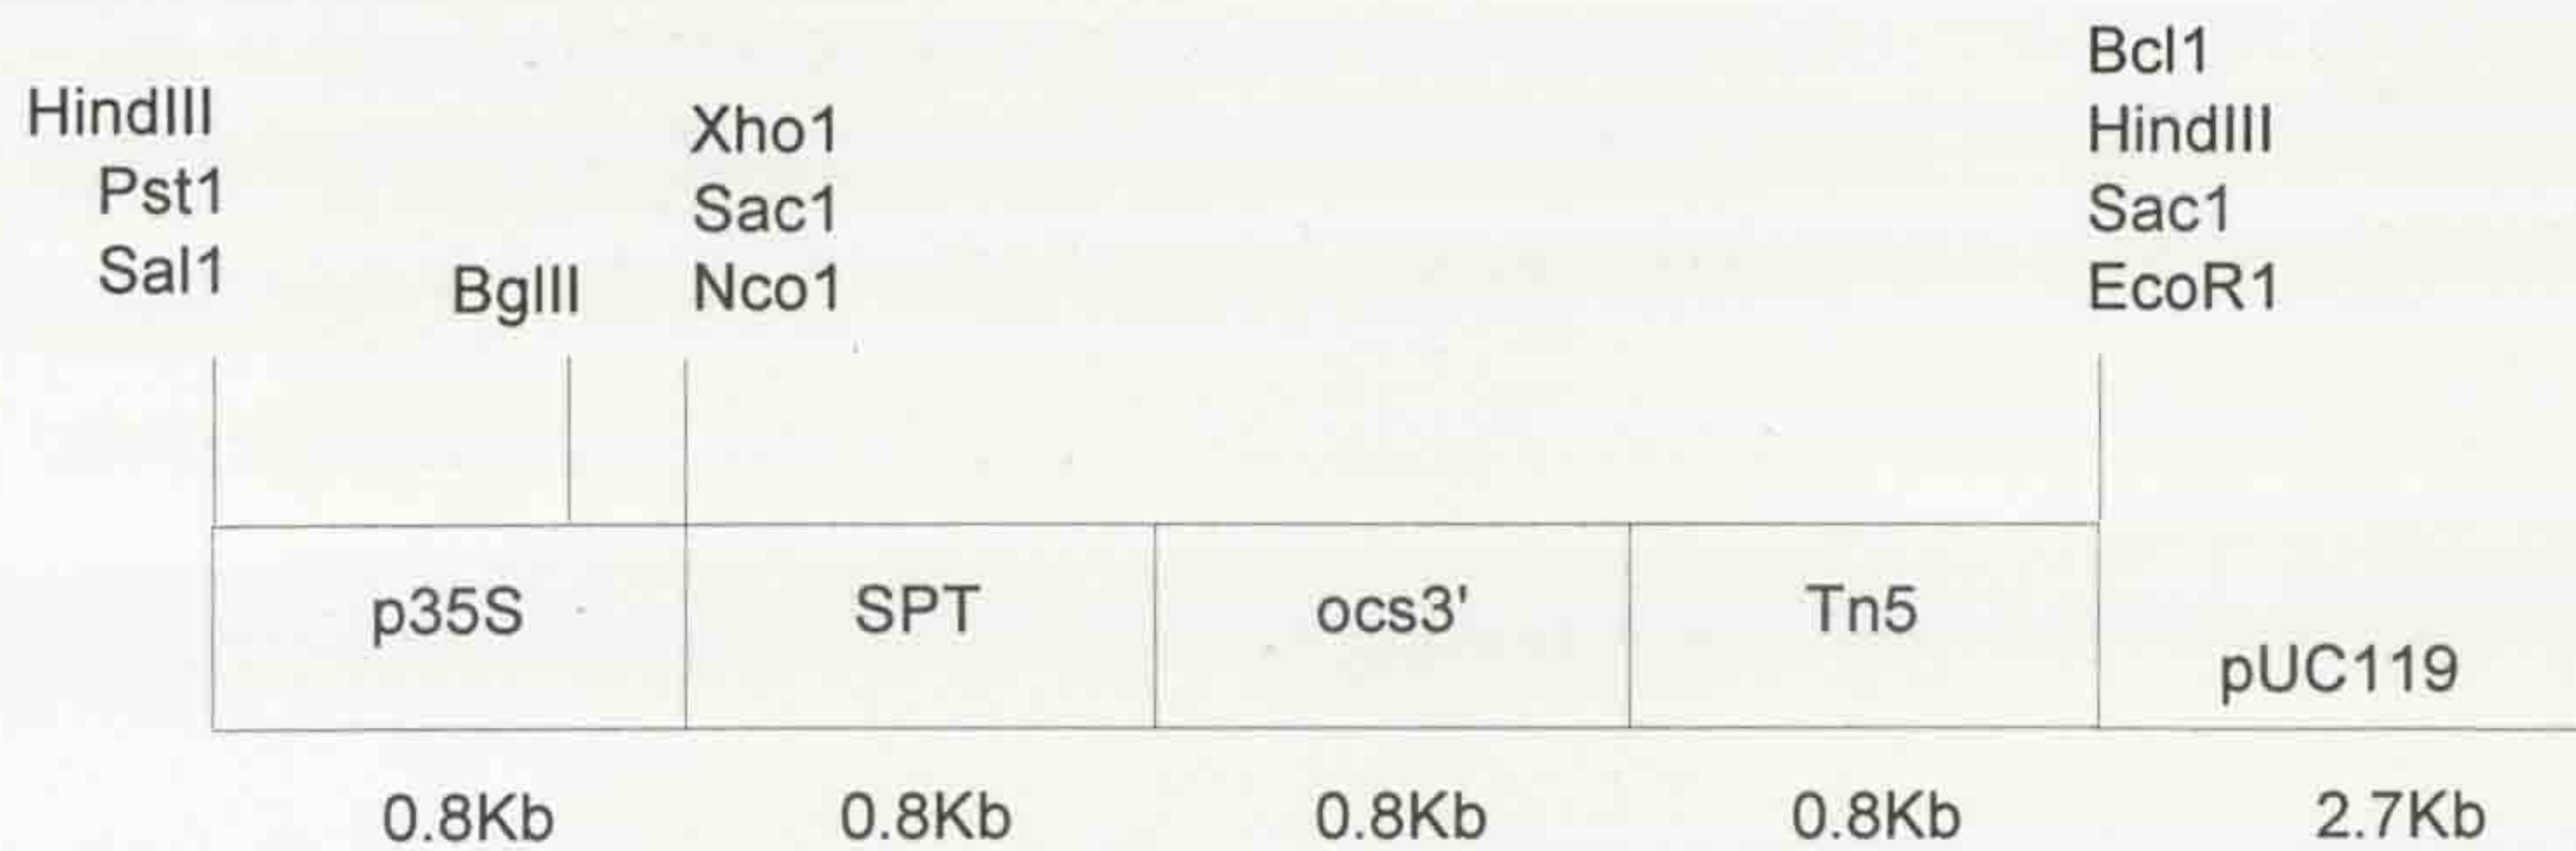 HindIII
Pst1
Sal1
BglII
Xho1
Sac1
Nco1
Bcl1
HindIII
Sac1
EcoR1
p35S
SPT
ocs3'
Tn5
pUC119
0.8Kb
0.8Kb
0.8Kb
0.8Kb
2.7Kb